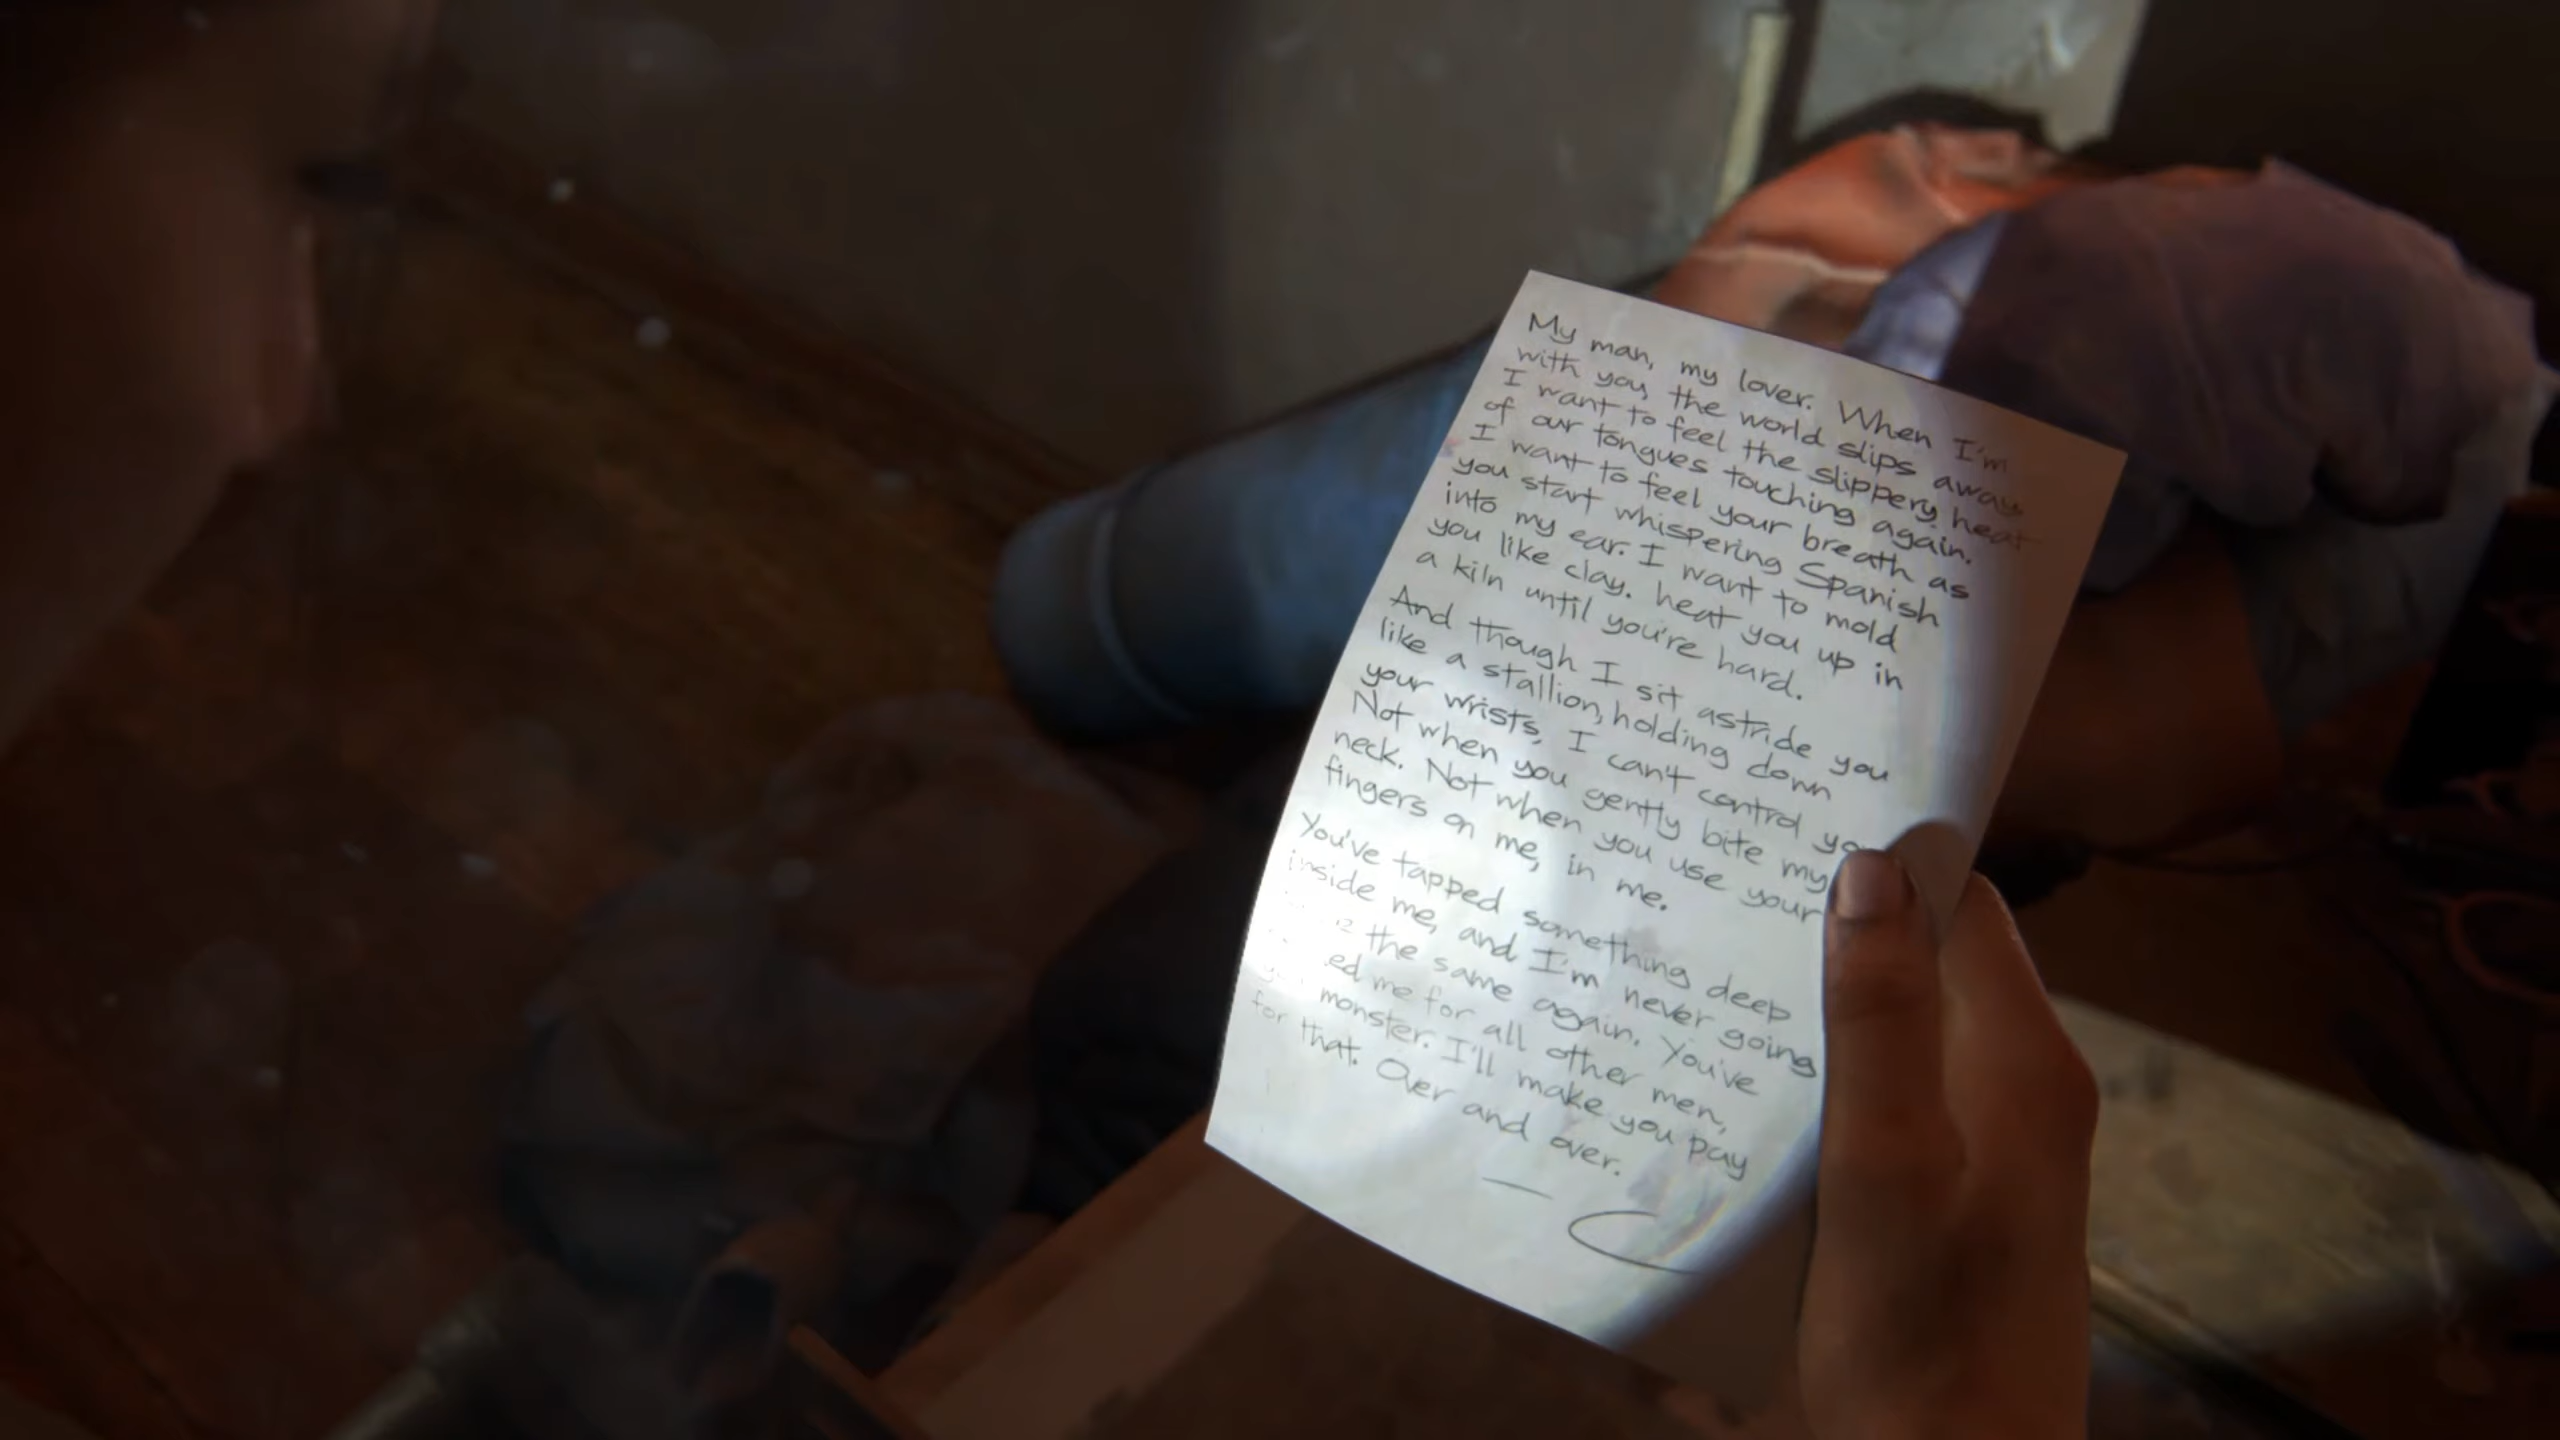 My man, my lover. When I'm
with you, the world slips away.
I want to feel the slippery heat
of our tongues touching again.
I want to feel your breath as
you start whispering Spanish
into my ear. I want to mold
you like clay. heat you up in
a kiln until you're hard.
And though I sit astride you
like a stallion, holding down
your wrists, I can't control
Not when you gently bite my
neck. Not when you use your
fingers on me, in me.
You've tapped something deep
inside me, and I'm never going
the same again. You've
me for all other men,
monster. I'll make you pay
for that. Over and over.
— C